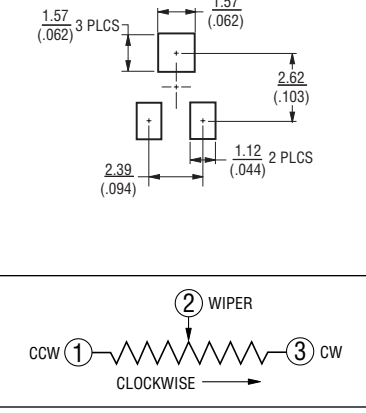 1.57
(.062)
1.57
(.062) 3 PLCS
2.62
(.103)
1.12
(.044) 2 PLCS
2.39
(.094)
2 WIPER
CCW 1
3 CW
CLOCKWISE